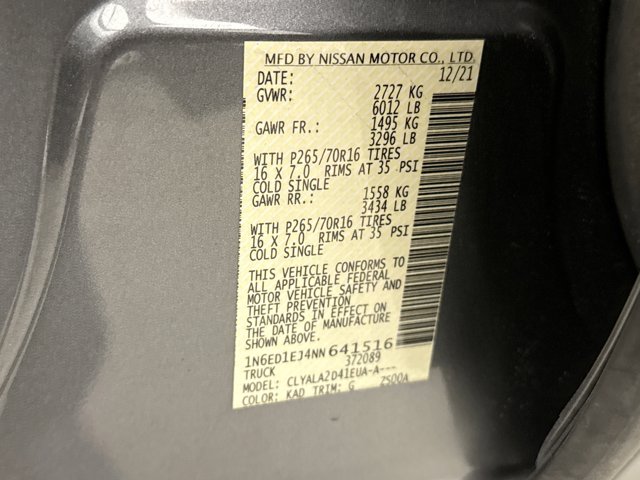 MFD BY NISSAN MOTOR CO., LTD.
DATE: 12/21
GVWR: 2727 KG
6012 LB
GAWR FR.: 1495 KG
3296 LB
WITH P265/70R16 TIRES
16 X 7.0 RIMS AT 35 PSI
COLD SINGLE
GAWR RR.: 1558 KG
3434 LB
WITH P265/70R16 TIRES
16 X 7.0 RIMS AT 35 PSI
COLD SINGLE
THIS VEHICLE CONFORMS TO
ALL APPLICABLE FEDERAL
MOTOR VEHICLE SAFETY AND
THEFT PREVENTION
STANDARDS IN EFFECT ON
THE DATE OF MANUFACTURE
SHOWN ABOVE.
1N6ED1EJ4NN641516
TRUCK 372089
MODEL: CLYALA2D41EUA-A---
COLOR: KAD TRIM: G 2500A